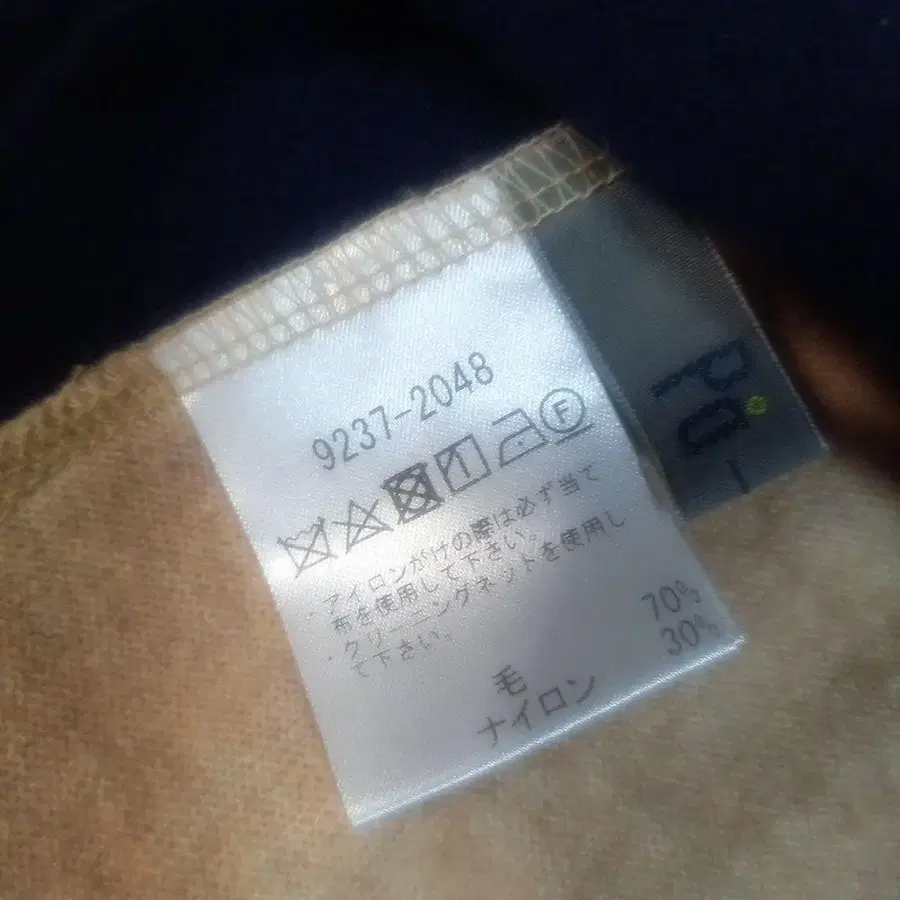 9237-2048
F
・アイロンがけの際は必ず当て
布を使用して下さい。
・クリーニングネットを使用し
て下さい。
毛 70%
ナイロン 30%